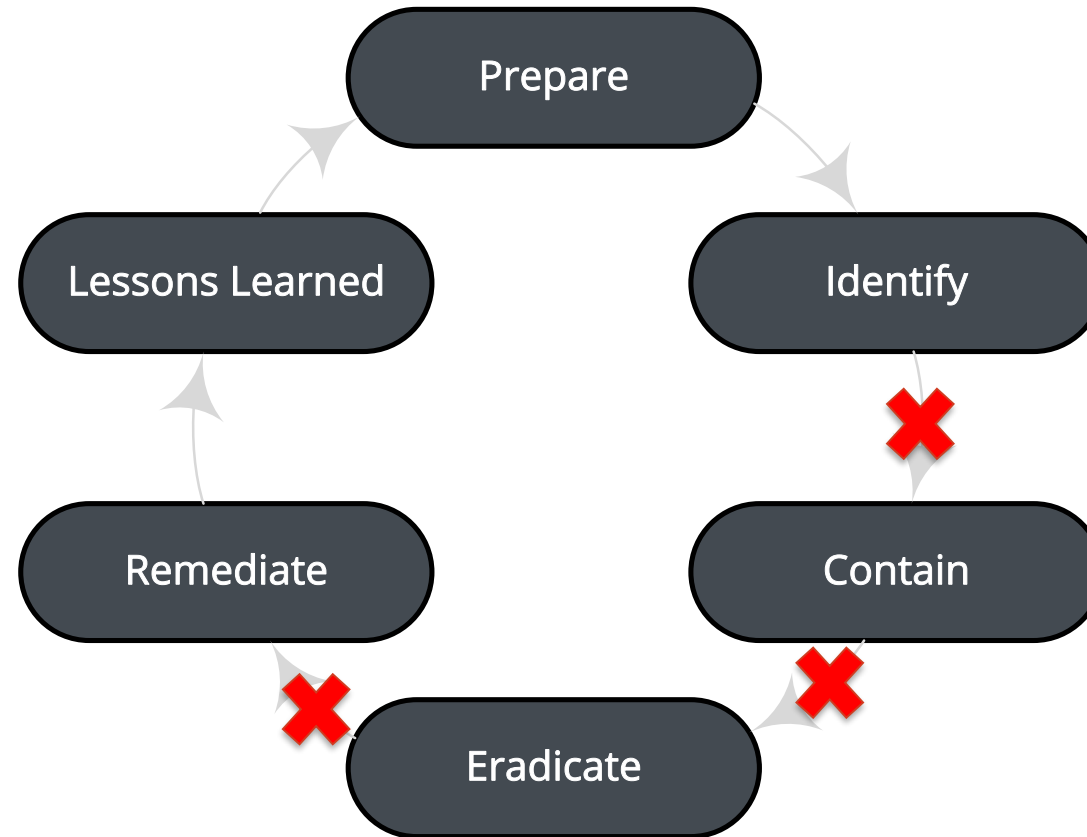 Prepare
Identify
Contain
Eradicate
Remediate
Lessons Learned